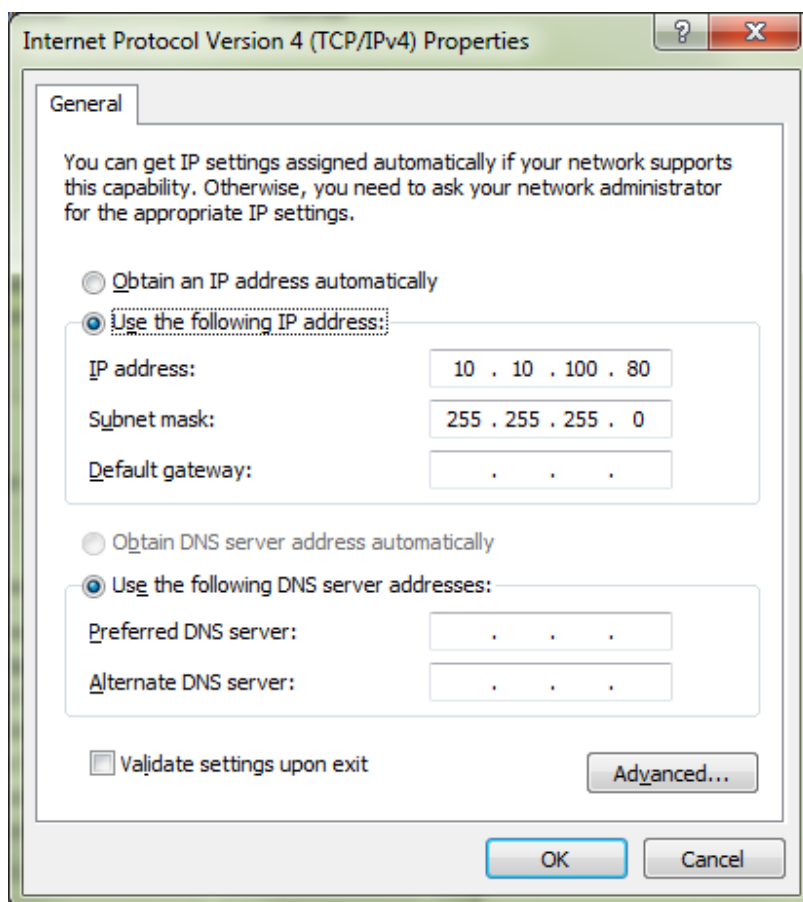 Internet Protocol Version 4 (TCP/IPv4) Properties
? X
General
You can get IP settings assigned automatically if your network supports
this capability. Otherwise, you need to ask your network administrator
for the appropriate IP settings.
Obtain an IP address automatically
Use the following IP address:
IP address: 10 . 10 . 100 . 80
Subnet mask: 255 . 255 . 255 . 0
Default gateway: . . .
Obtain DNS server address automatically
Use the following DNS server addresses:
Preferred DNS server: . . .
Alternate DNS server: . . .
Validate settings upon exit
Advanced...
OK Cancel